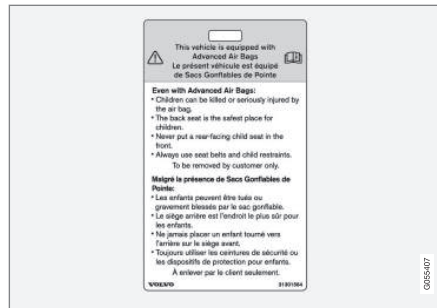 This vehicle is equipped with
Advanced Air Bags
Le présent véhicule est équipé
de Sacs Gonflables de Pointe
Even with Advanced Air Bags:
• Children can be killed or seriously injured by
the air bag.
• The back seat is the safest place for
children.
• Never put a rear-facing child seat in the
front.
• Always use seat belts and child restraints.
To be removed by customer only.
Malgré la présence de Sacs Gonflables de
Pointe:
• Les enfants peuvent être tués ou
gravement blessés par le sac gonflable.
• Le siège arrière est l'endroit le plus sûr pour
les enfants.
• Ne jamais placer un enfant tourné vers
l'arrière sur le siège avant.
• Toujours utiliser les ceintures de sécurité ou
les dispositifs de protection pour enfants.
À enlever par le client seulement.
VOLVO 31301504
G055407